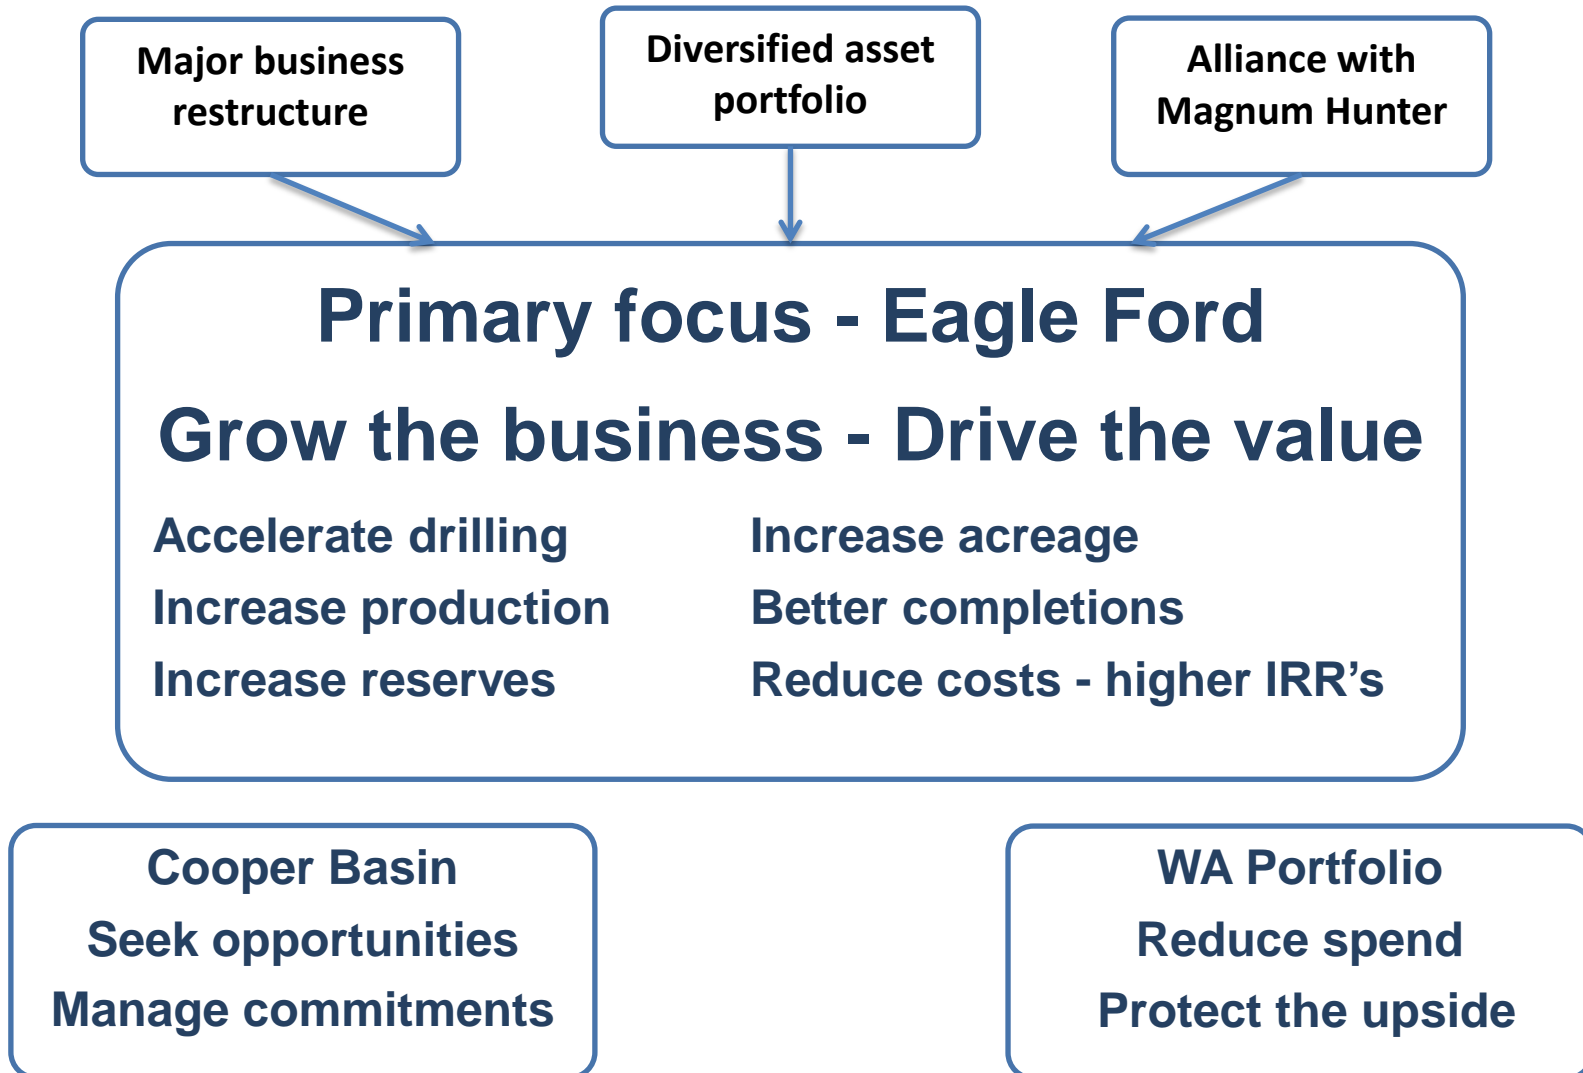 Major business
restructure
Diversified asset
portfolio
Alliance with
Magnum Hunter
Primary focus - Eagle Ford
Grow the business - Drive the value
Accelerate drilling
Increase production
Increase reserves
Increase acreage
Better completions
Reduce costs - higher IRR’s
Cooper Basin
Seek opportunities
Manage commitments
WA Portfolio
Reduce spend
Protect the upside